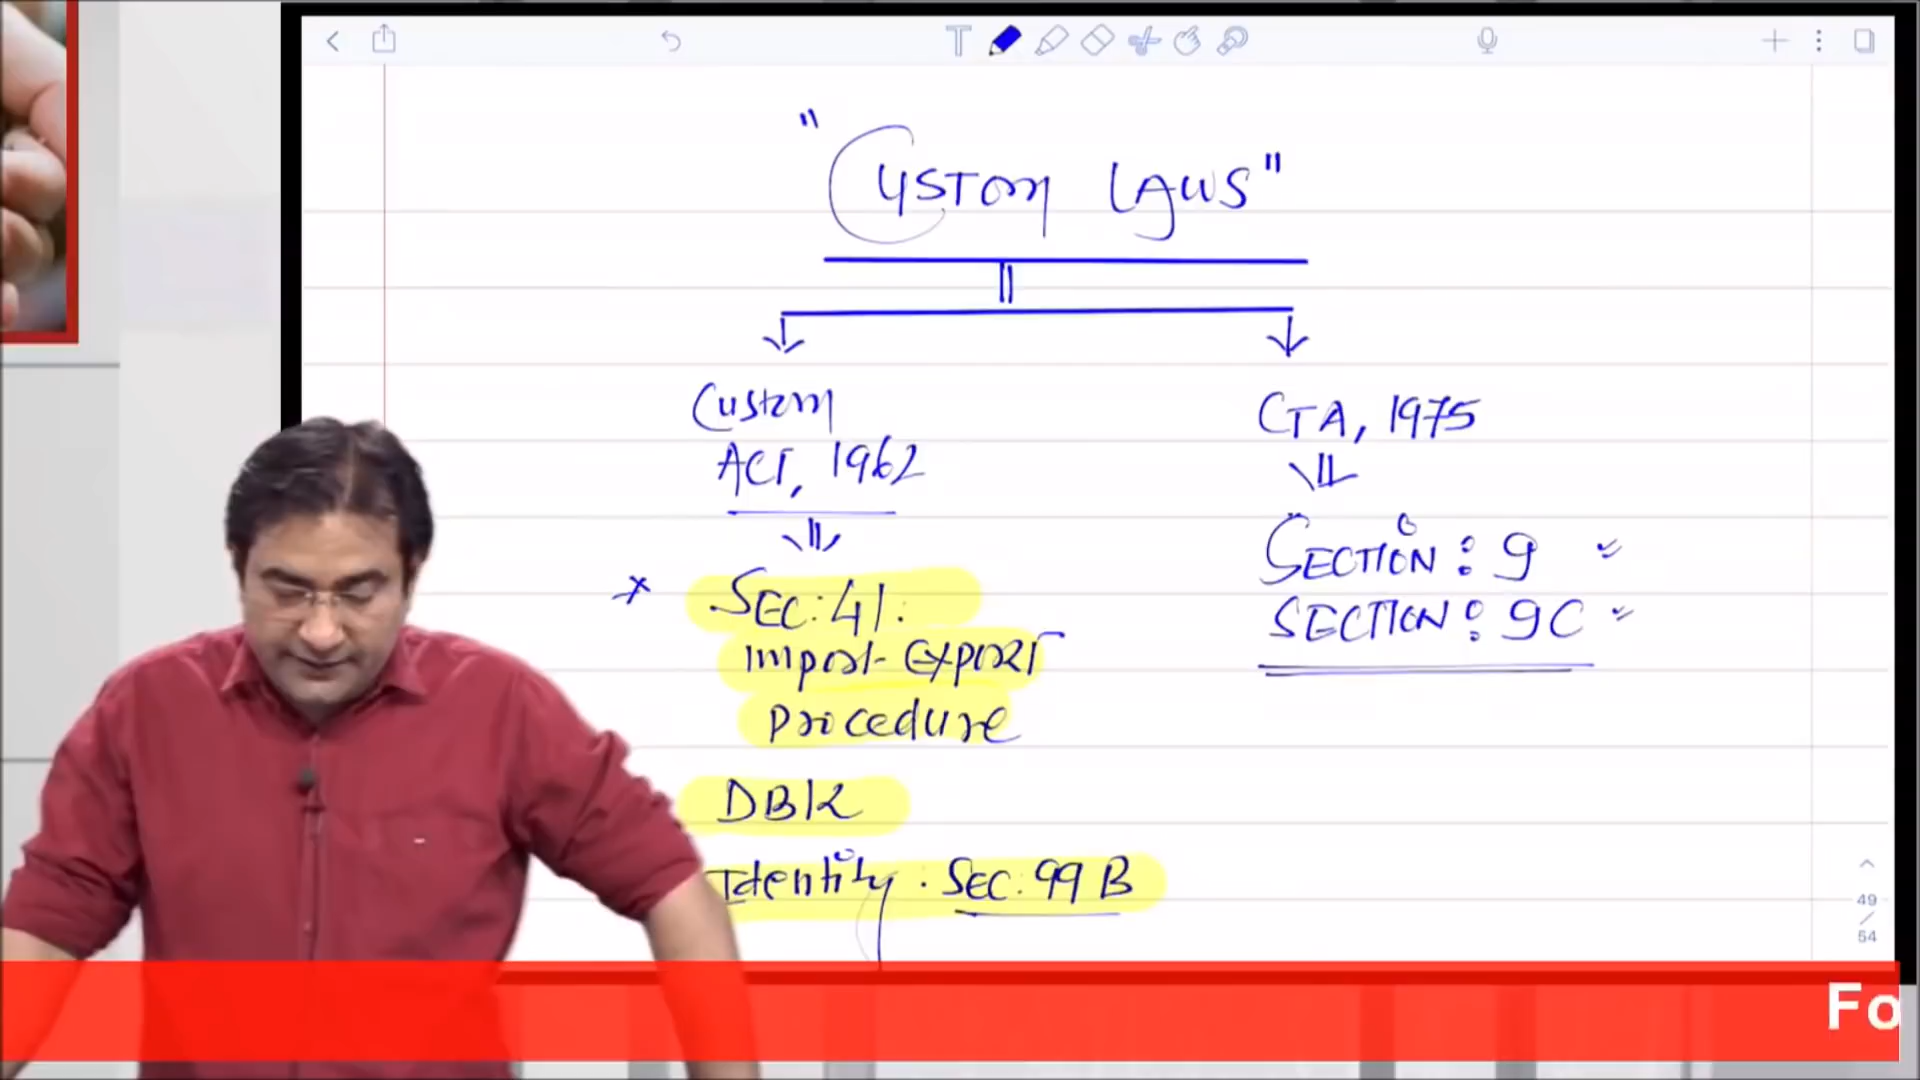 "Custom Laws"
Custom
ACT, 1962
CTA, 1975
SECTION : 9
SECTION : 9C
SEC: 41:
Import-Export
Procedure
DBK
Identity : SEC. 99 B
49
/
54
Fo